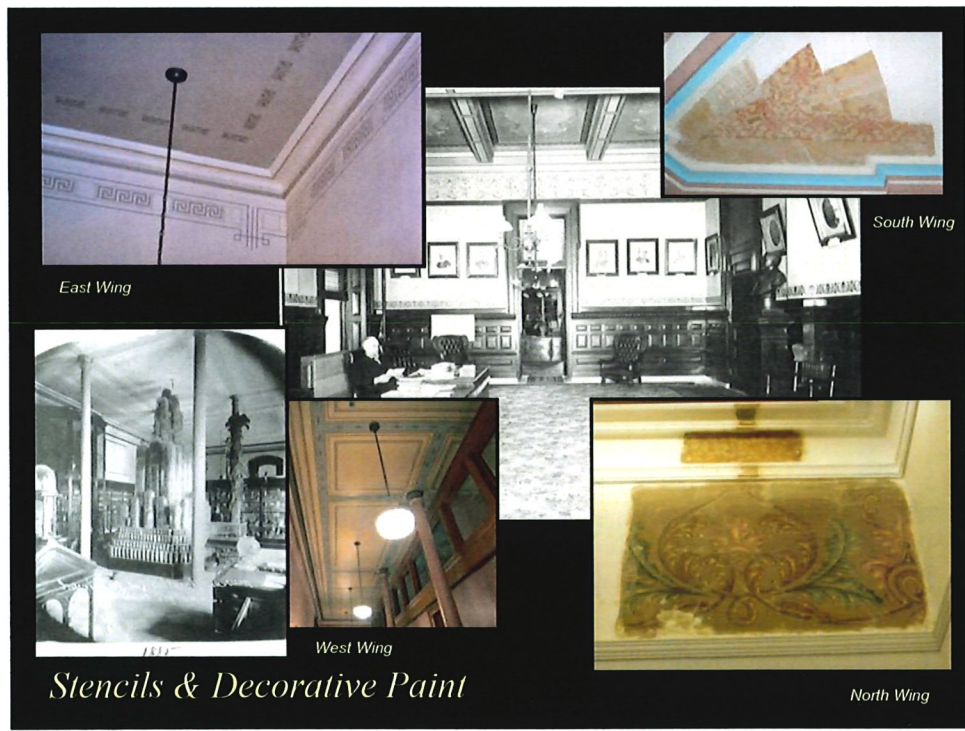 South Wing
East Wing
West Wing
Stencils & Decorative Paint
North Wing